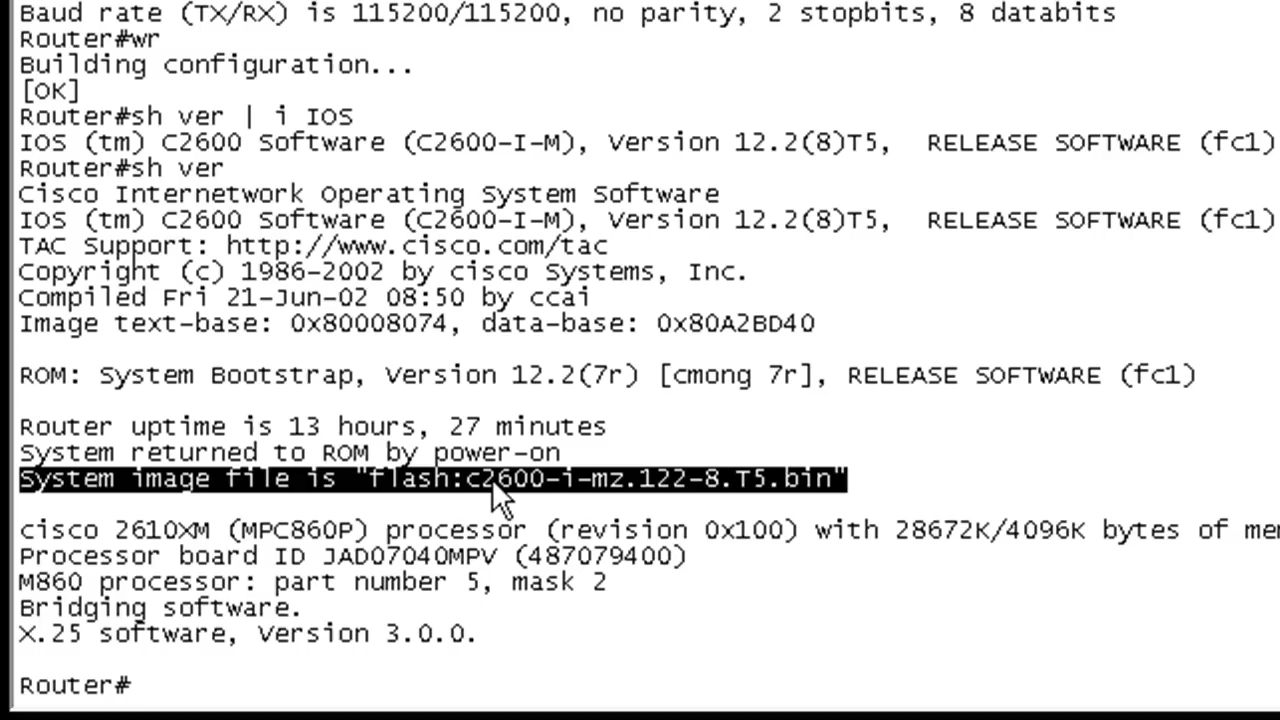 Baud rate (TX/RX) is 115200/115200, no parity, 2 stopbits, 8 databits
Router#wr
Building configuration...
[OK]
Router#sh ver | i IOS
IOS (tm) C2600 Software (C2600-I-M), Version 12.2(8)T5,  RELEASE SOFTWARE (fc1)
Router#sh ver
Cisco Internetwork Operating System Software
IOS (tm) C2600 Software (C2600-I-M), Version 12.2(8)T5,  RELEASE SOFTWARE (fc1)
TAC Support: http://www.cisco.com/tac
Copyright (c) 1986-2002 by cisco Systems, Inc.
Compiled Fri 21-Jun-02 08:50 by ccai
Image text-base: 0x80008074, data-base: 0x80A2BD40
ROM: System Bootstrap, Version 12.2(7r) [cmong 7r], RELEASE SOFTWARE (fc1)
Router uptime is 13 hours, 27 minutes
System returned to ROM by power-on
System image file is "flash:c2600-i-mz.122-8.T5.bin"
cisco 2610XM (MPC860P) processor (revision 0x100) with 28672K/4096K bytes of
Processor board ID JAD07040MPV (487079400)
M860 processor: part number 5, mask 2
Bridging software.
X.25 software, Version 3.0.0.
Router#